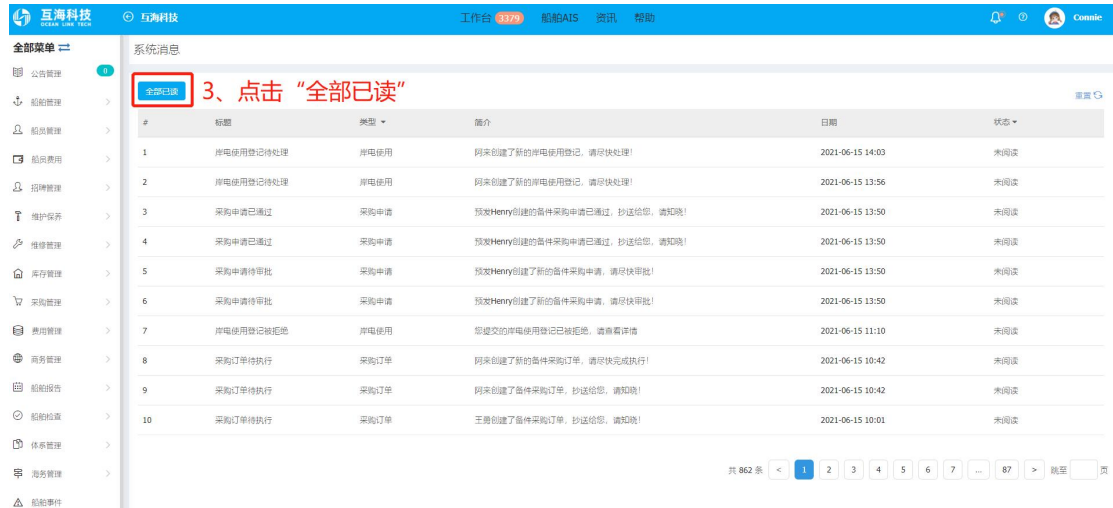 互海科技
OCEAN LINK TECH
互海科技
工作台 3379 船舶AIS 资讯 帮助
Connie
全部菜单
系统消息
公告管理 0
船舶管理
船员管理
船员费用
招聘管理
维护保养
维修管理
库存管理
采购管理
费用管理
商务管理
船舶报告
船舶检查
体系管理
海务管理
船舶事件
全部已读 3、点击“全部已读”
重置
# 标题 类型 简介 日期 状态
1 岸电使用登记待处理 岸电使用 阿来创建了新的岸电使用登记，请尽快处理！ 2021-06-15 14:03 未阅读
2 岸电使用登记待处理 岸电使用 阿来创建了新的岸电使用登记，请尽快处理！ 2021-06-15 13:56 未阅读
3 采购申请已通过 采购申请 预发Henry创建的备件采购申请已通过，抄送给您，请知晓！ 2021-06-15 13:50 未阅读
4 采购申请已通过 采购申请 预发Henry创建的备件采购申请已通过，抄送给您，请知晓！ 2021-06-15 13:50 未阅读
5 采购申请待审批 采购申请 预发Henry创建了新的备件采购申请，请尽快审批！ 2021-06-15 13:50 未阅读
6 采购申请待审批 采购申请 预发Henry创建了新的备件采购申请，请尽快审批！ 2021-06-15 13:50 未阅读
7 岸电使用登记被拒绝 岸电使用 您提交的岸电使用登记已被拒绝，请查看详情 2021-06-15 11:10 未阅读
8 采购订单待执行 采购订单 阿来创建了新的备件采购订单，请尽快完成执行！ 2021-06-15 10:42 未阅读
9 采购订单待执行 采购订单 阿来创建了备件采购订单，抄送给您，请知晓！ 2021-06-15 10:42 未阅读
10 采购订单待执行 采购订单 王勇创建了备件采购订单，抄送给您，请知晓！ 2021-06-15 10:01 未阅读
共 862 条 < 1 2 3 4 5 6 7 ... 87 > 跳至 页